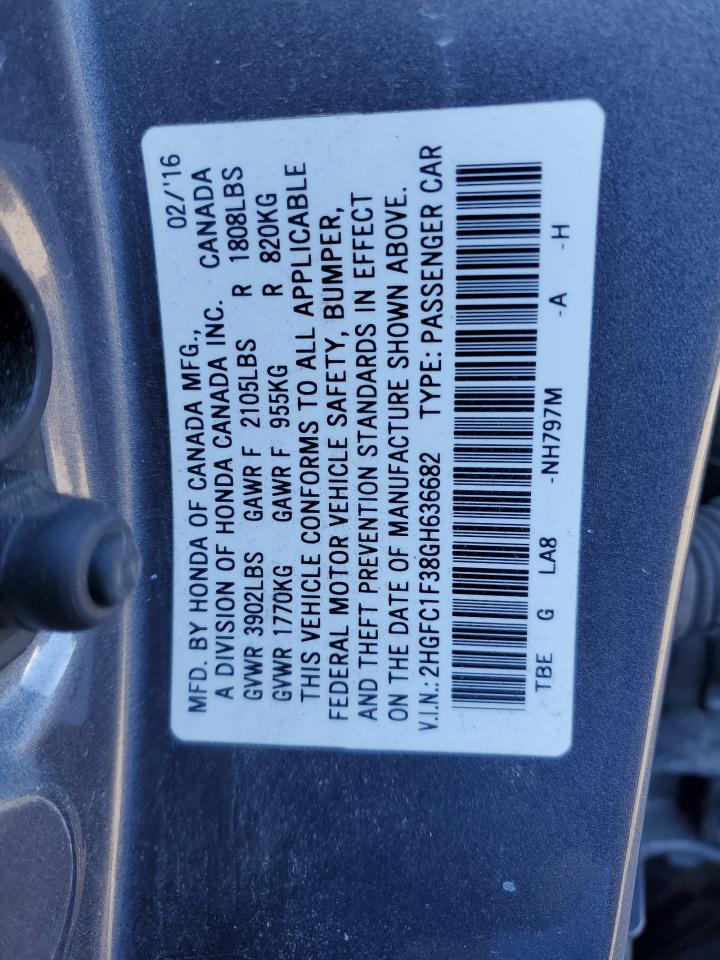 MFD. BY HONDA OF CANADA MFG., 02/'16
A DIVISION OF HONDA CANADA INC. CANADA
GVWR 3902LBS GAWR F 2105LBS R 1808LBS
GVWR 1770KG GAWR F 955KG R 820KG
THIS VEHICLE CONFORMS TO ALL APPLICABLE
FEDERAL MOTOR VEHICLE SAFETY, BUMPER,
AND THEFT PREVENTION STANDARDS IN EFFECT
ON THE DATE OF MANUFACTURE SHOWN ABOVE.
V.I.N.: 2HGFC1F38GH636682 TYPE: PASSENGER CAR
TBE G LA8 -NH797M -A -H